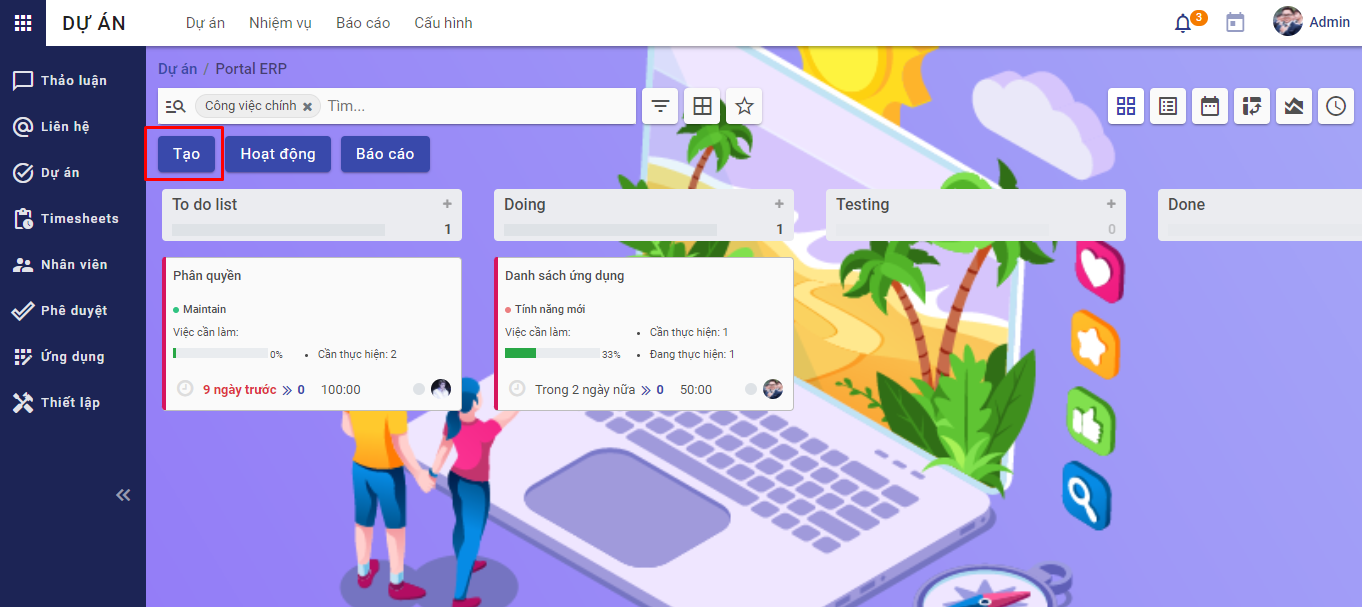 DỰ ÁN
Dự án Nhiệm vụ Báo cáo Cấu hình
3
Admin
Thảo luận
Liên hệ
Dự án
Timesheets
Nhân viên
Phê duyệt
Ứng dụng
Thiết lập
Dự án / Portal ERP
Công việc chính × Tìm...
Tạo Hoạt động Báo cáo
To do list +
1
Doing +
1
Testing +
0
Done
Phân quyền
Maintain
Việc cần làm:
0% • Cần thực hiện: 2
9 ngày trước » 0 100:00
Danh sách ứng dụng
Tính năng mới
Việc cần làm: • Cần thực hiện: 1
33% • Đang thực hiện: 1
Trong 2 ngày nữa » 0 50:00